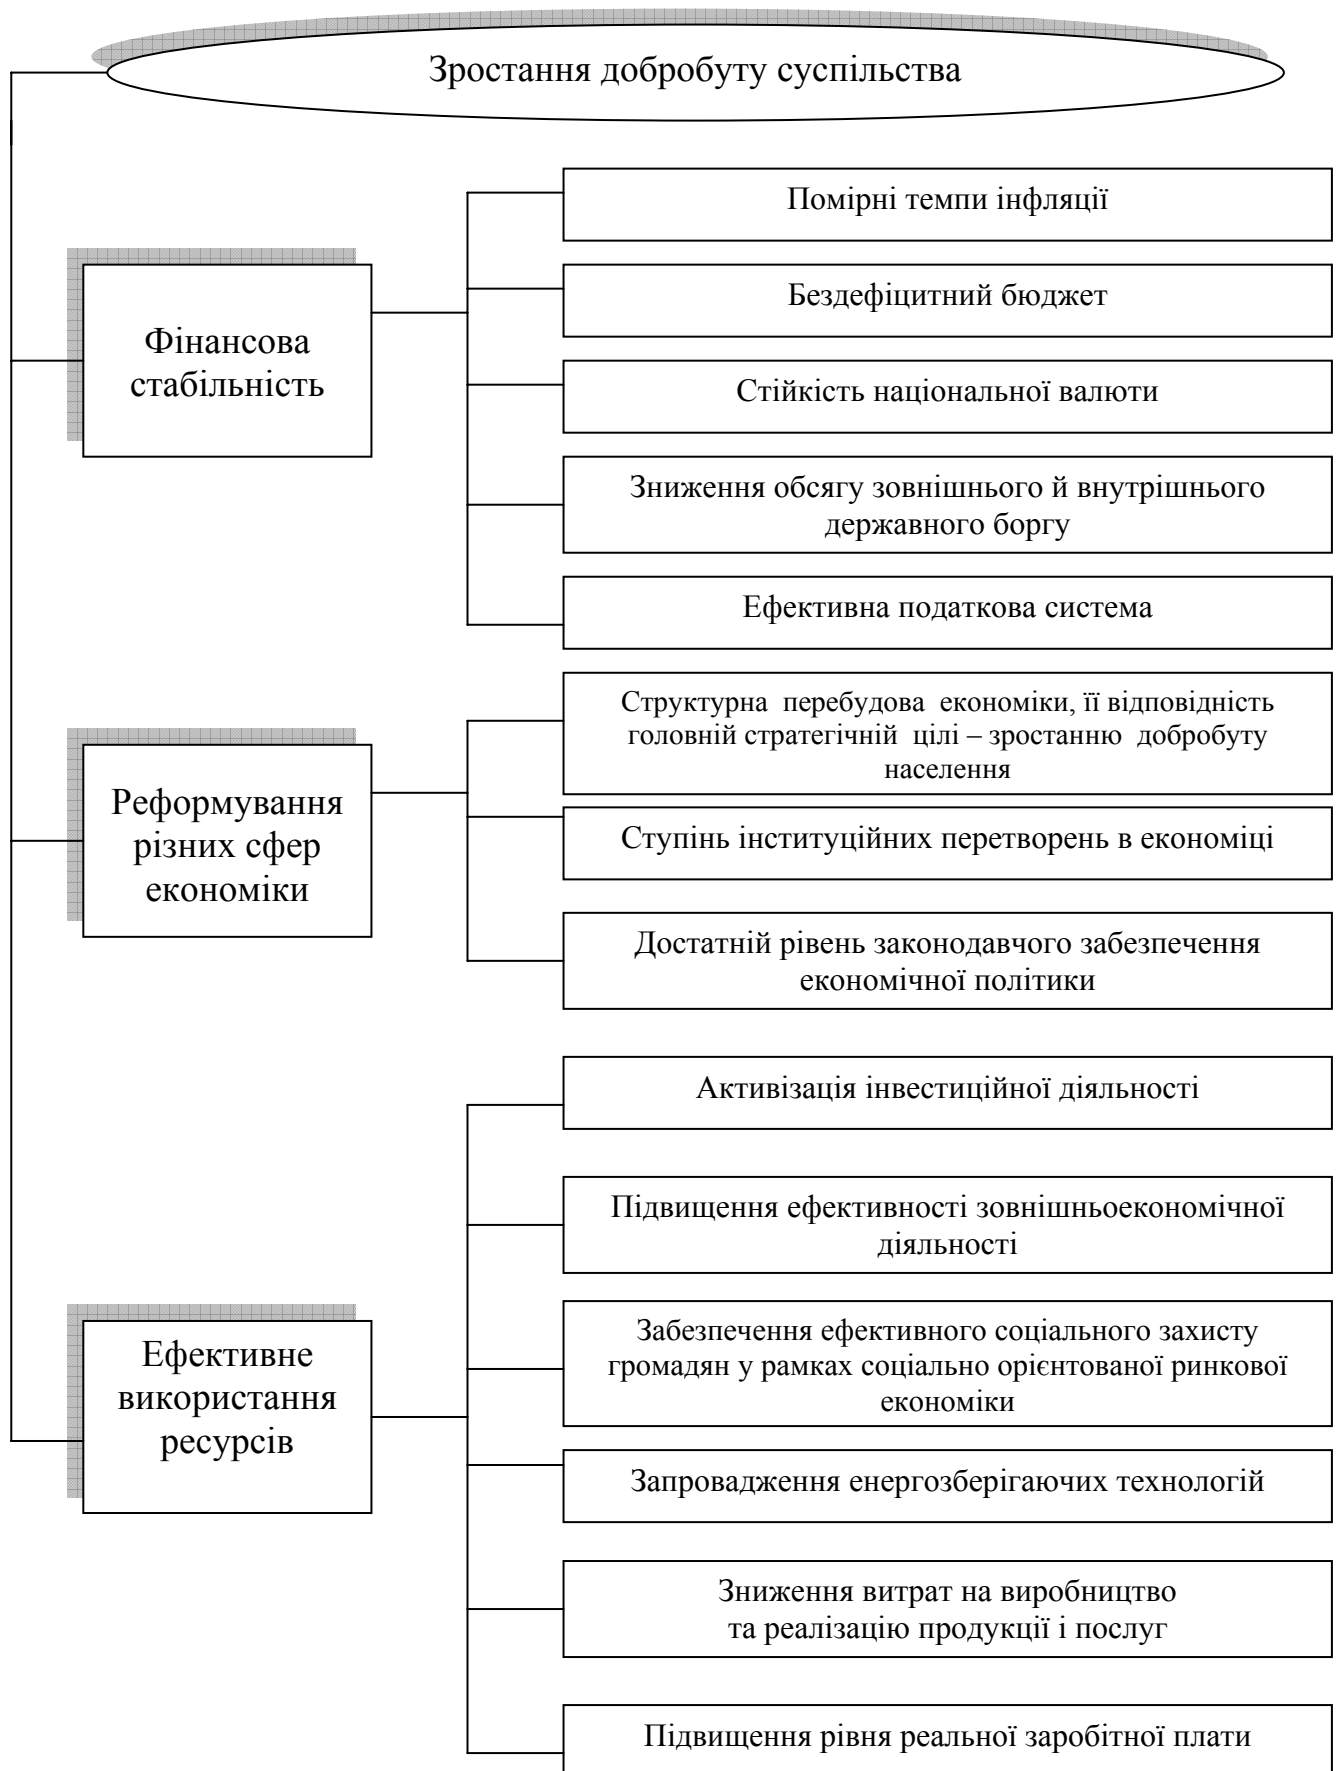 Зростання добробуту суспільства
Фінансова
стабільність
Помірні темпи інфляції
Бездефіцитний бюджет
Стійкість національної валюти
Зниження обсягу зовнішнього й внутрішнього
державного боргу
Ефективна податкова система
Реформування
різних сфер
економіки
Структурна перебудова економіки, її відповідність
головній стратегічній цілі – зростанню добробуту
населення
Ступінь інституційних перетворень в економіці
Достатній рівень законодавчого забезпечення
економічної політики
Ефективне
використання
ресурсів
Активізація інвестиційної діяльності
Підвищення ефективності зовнішньоекономічної
діяльності
Забезпечення ефективного соціального захисту
громадян у рамках соціально орієнтованої ринкової
економіки
Запровадження енергозберігаючих технологій
Зниження витрат на виробництво
та реалізацію продукції і послуг
Підвищення рівня реальної заробітної плати